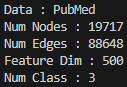 Data : PubMed
Num Nodes : 19717
Num Edges : 88648
Feature Dim : 500
Num Class : 3